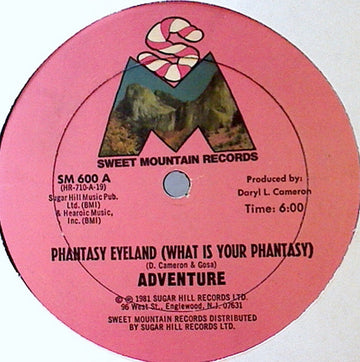 SM
SWEET MOUNTAIN RECORDS
SM 600 A
(HR-710-A-19)
Sugar Hill Music Pub.
Ltd. (BMI)
& Hearoic Music,
Inc. (BMI)
Produced by:
Daryl L. Cameron
Time: 6:00
PHANTASY EYELAND (WHAT IS YOUR PHANTASY)
(D. Cameron & Gosa)
ADVENTURE
© ℗ 1981 SUGAR HILL RECORDS LTD.
96 West St., Englewood, N.J. 07631
SWEET MOUNTAIN RECORDS DISTRIBUTED
BY SUGAR HILL RECORDS LTD.